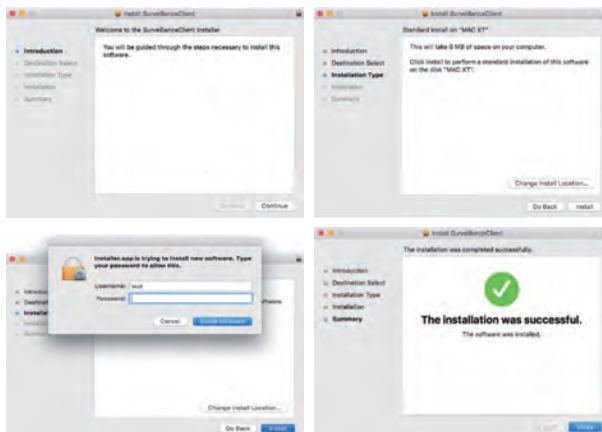 Install SurveillanceClient
Welcome to the SurveillanceClient Installer
Introduction
Destination Select
Installation Type
Installation
Summary
You will be guided through the steps necessary to install this
software.
Continue
Install SurveillanceClient
Standard Install on "MAC XT"
Introduction
Destination Select
Installation Type
Installation
Summary
This will take 6 MB of space on your computer.
Click Install to perform a standard installation of this software
on the disk "MAC XT".
Change Install Location...
Go Back
Install
Installer.app is trying to install new software. Type
your password to allow this.
Username: test
Password:
Cancel
Install Software
Change Install Location...
Go Back
Install
Install SurveillanceClient
The installation was completed successfully.
Introduction
Destination Select
Installation Type
Installation
Summary
The installation was successful.
The software was installed.
Close